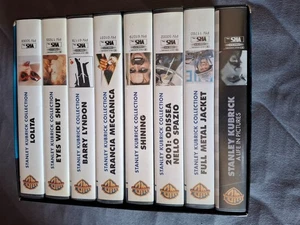 STANLEY KUBRICK COLLECTION
LOLITA
STANLEY KUBRICK COLLECTION
EYES WIDE SHUT
STANLEY KUBRICK COLLECTION
BARRY LYNDON
STANLEY KUBRICK COLLECTION
ARANCIA MECCANICA
STANLEY KUBRICK COLLECTION
SHINING
STANLEY KUBRICK COLLECTION
2001: ODISSEA
NELLO SPAZIO
STANLEY KUBRICK COLLECTION
FULL METAL JACKET
STANLEY KUBRICK
A LIFE IN PICTURES